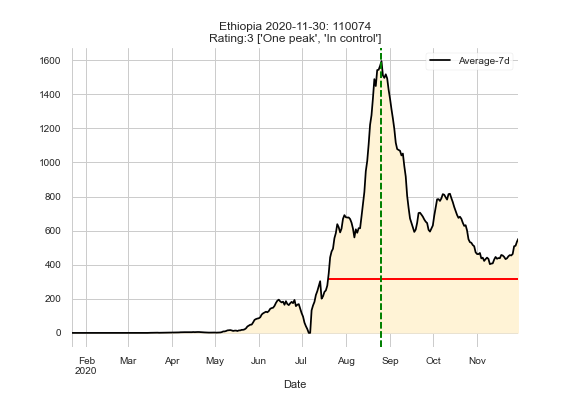 Ethiopia 2020-11-30: 110074
Rating:3 ['One peak', 'In control']
Average-7d
1600
1400
1200
1000
800
600
400
200
0
Feb Mar Apr May Jun Jul Aug Sep Oct Nov
2020
Date